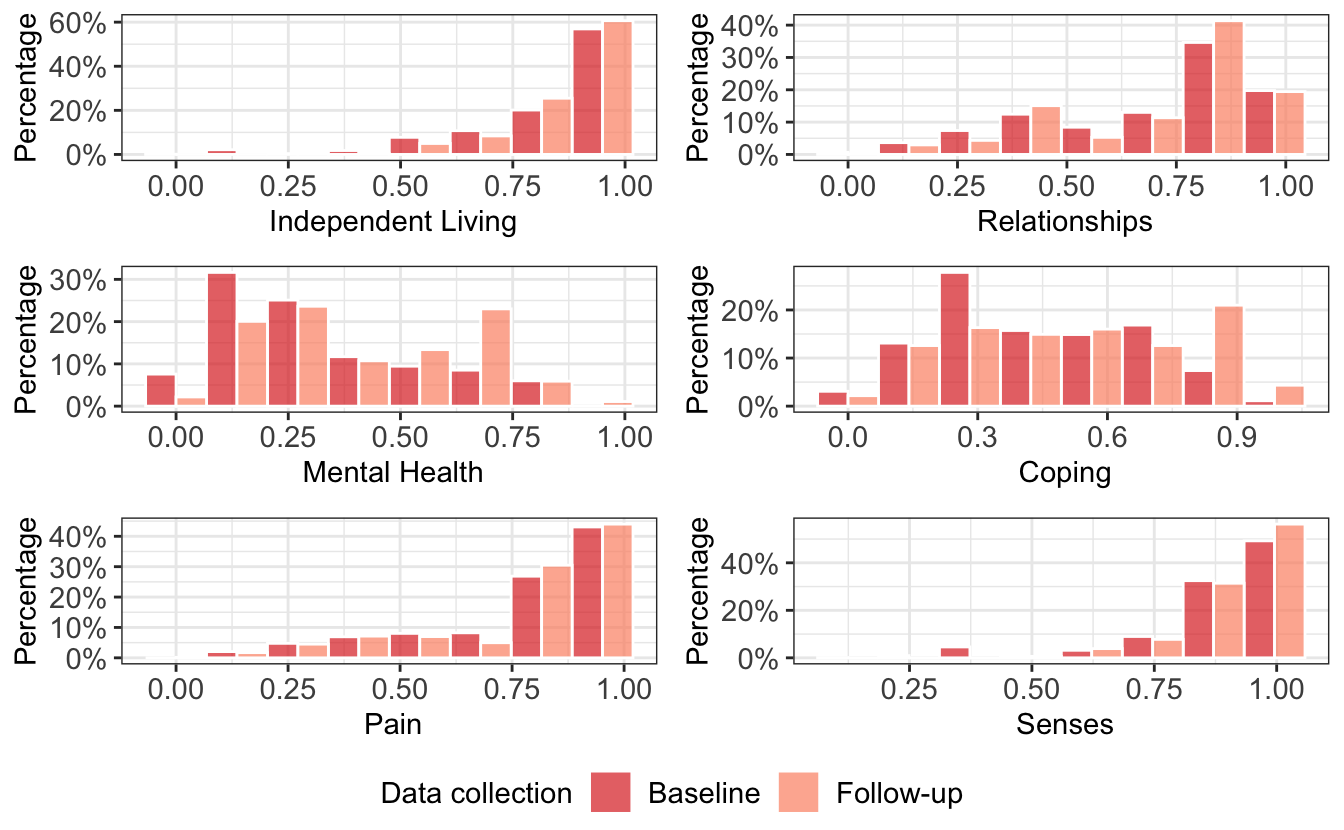 Percentage
60%
40%
20%
0%
0.00 0.25 0.50 0.75 1.00
Independent Living
Percentage
40%
30%
20%
10%
0%
0.00 0.25 0.50 0.75 1.00
Relationships
Percentage
30%
20%
10%
0%
0.00 0.25 0.50 0.75 1.00
Mental Health
Percentage
20%
10%
0%
0.0 0.3 0.6 0.9
Coping
Percentage
40%
30%
20%
10%
0%
0.00 0.25 0.50 0.75 1.00
Pain
Percentage
40%
20%
0%
0.25 0.50 0.75 1.00
Senses
Data collection Baseline Follow-up